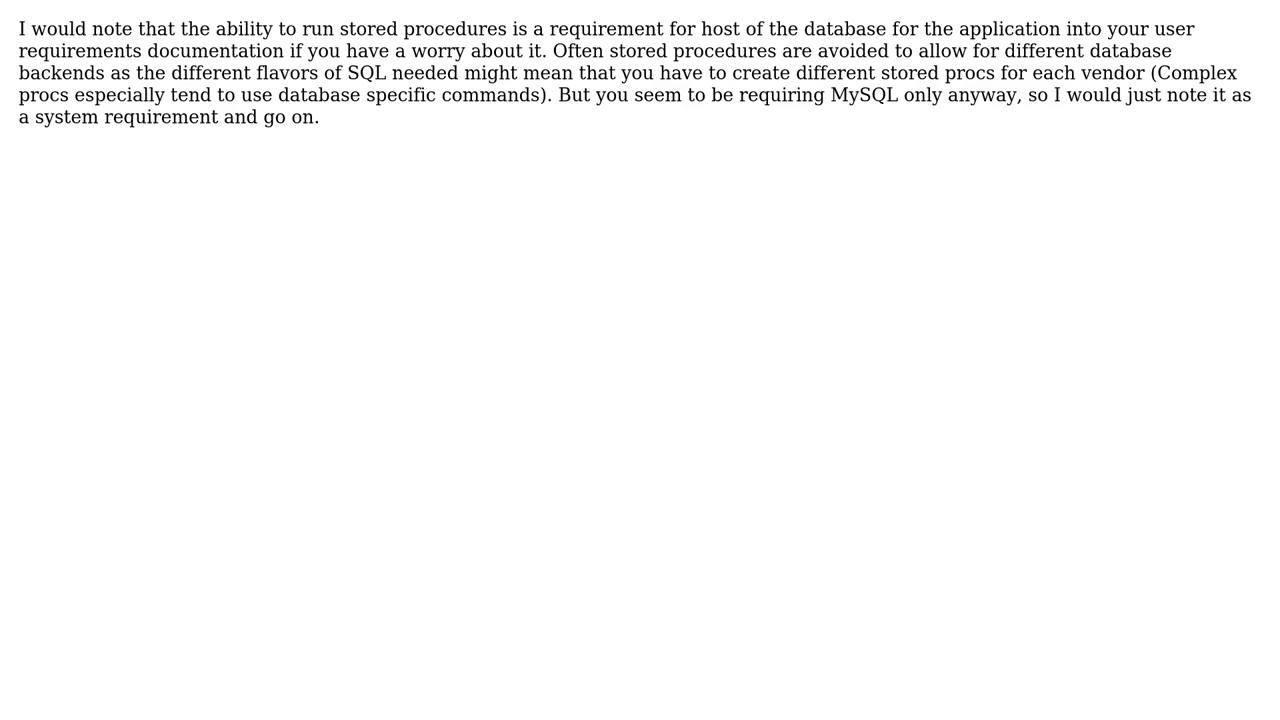 I would note that the ability to run stored procedures is a requirement for host of the database for the application into your user
requirements documentation if you have a worry about it. Often stored procedures are avoided to allow for different database
backends as the different flavors of SQL needed might mean that you have to create different stored procs for each vendor (Complex
procs especially tend to use database specific commands). But you seem to be requiring MySQL only anyway, so I would just note it as
a system requirement and go on.